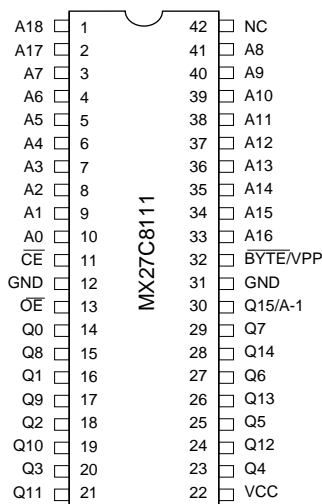 A18 1 42 NC
A17 2 41 A8
A7 3 40 A9
A6 4 39 A10
A5 5 38 A11
A4 6 37 A12
A3 7 36 A13
A2 8 35 A14
A1 9 34 A15
A0 10 33 A16
CE 11 32 BYTE/VPP
GND 12 31 GND
OE 13 30 Q15/A-1
Q0 14 29 Q7
Q8 15 28 Q14
Q1 16 27 Q6
Q9 17 26 Q13
Q2 18 25 Q5
Q10 19 24 Q12
Q3 20 23 Q4
Q11 21 22 VCC
MX27C8111